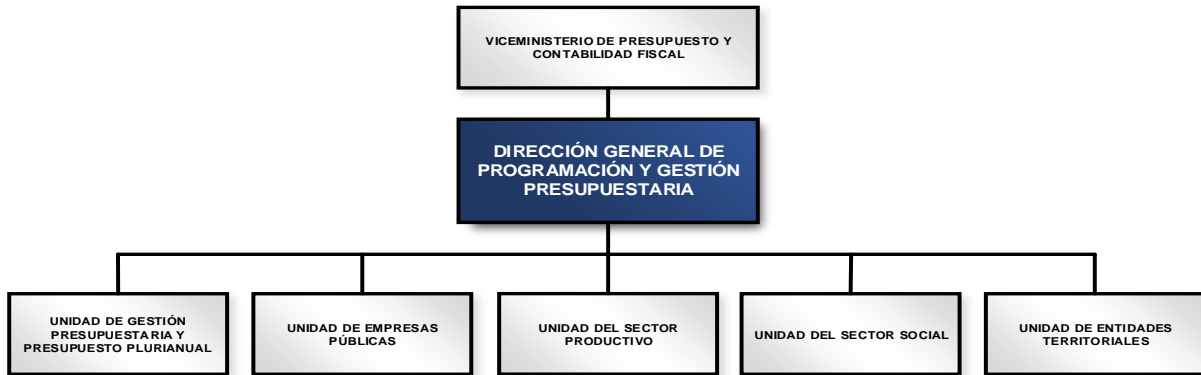 VICEMINISTERIO DE PRESUPUESTO Y
CONTABILIDAD FISCAL
DIRECCIÓN GENERAL DE
PROGRAMACIÓN Y GESTIÓN
PRESUPUESTARIA
UNIDAD DE GESTIÓN
PRESUPUESTARIA Y
PRESUPUESTO PLURIANUAL
UNIDAD DE EMPRESAS
PÚBLICAS
UNIDAD DEL SECTOR
PRODUCTIVO
UNIDAD DEL SECTOR SOCIAL
UNIDAD DE ENTIDADES
TERRITORIALES